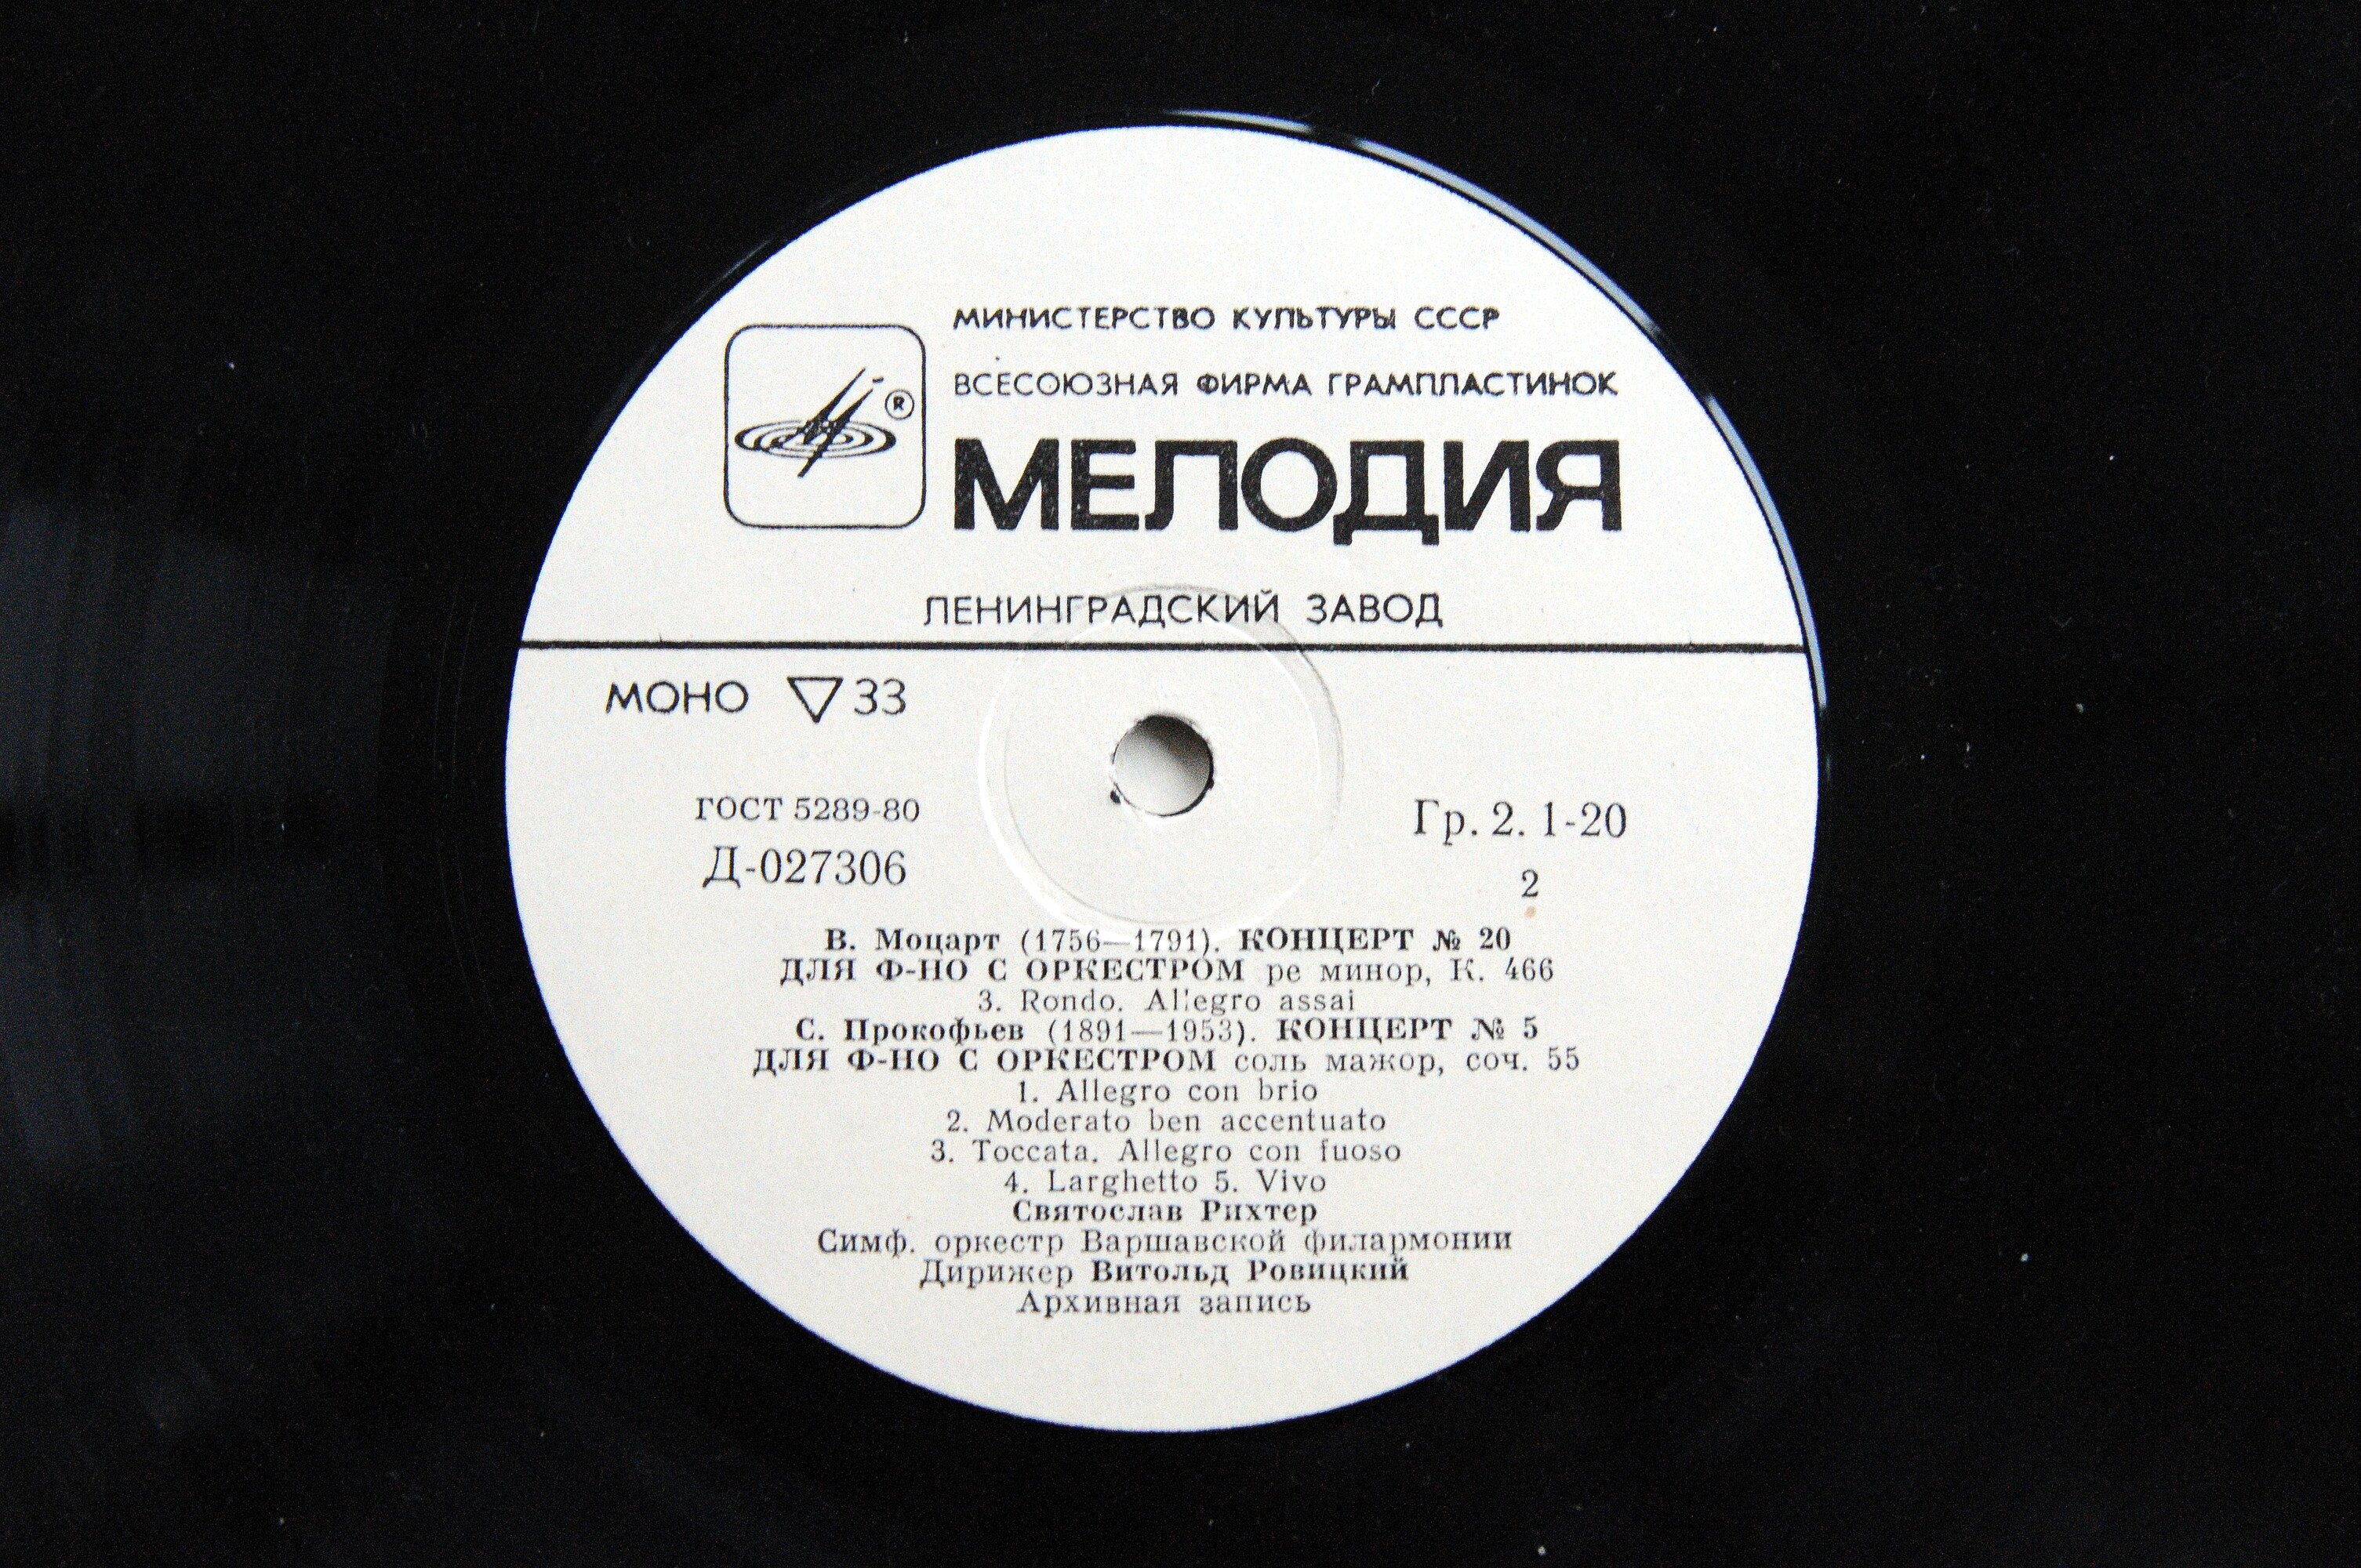 МИНИСТЕРСТВО КУЛЬТУРЫ СССР
ВСЕСОЮЗНАЯ ФИРМА ГРАМПЛАСТИНОК
®
МЕЛОДИЯ
ЛЕНИНГРАДСКИЙ ЗАВОД
МОНО ▽ 33
ГОСТ 5289-80
Гр. 2. 1-20
Д-027306
2
В. Моцарт (1756—1791). КОНЦЕРТ № 20
ДЛЯ Ф-НО С ОРКЕСТРОМ ре минор, К. 466
3. Rondo. Allegro assai
С. Прокофьев (1891—1953). КОНЦЕРТ № 5
ДЛЯ Ф-НО С ОРКЕСТРОМ соль мажор, соч. 55
1. Allegro con brio
2. Moderato ben accentuato
3. Toccata. Allegro con fuoso
4. Larghetto 5. Vivo
Святослав Рихтер
Симф. оркестр Варшавской филармонии
Дирижер Витольд Ровицкий
Архивная запись